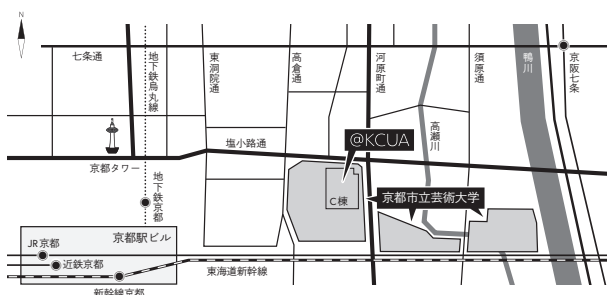 N
七条通
地下鉄烏丸線
東洞院通
高倉通
河原町通
須原通
鴨川
京阪七条
高瀬川
塩小路通
@KCUA
京都タワー
地下鉄京都
C棟
京都市立芸術大学
京都駅ビル
JR京都
近鉄京都
東海道新幹線
新幹線京都